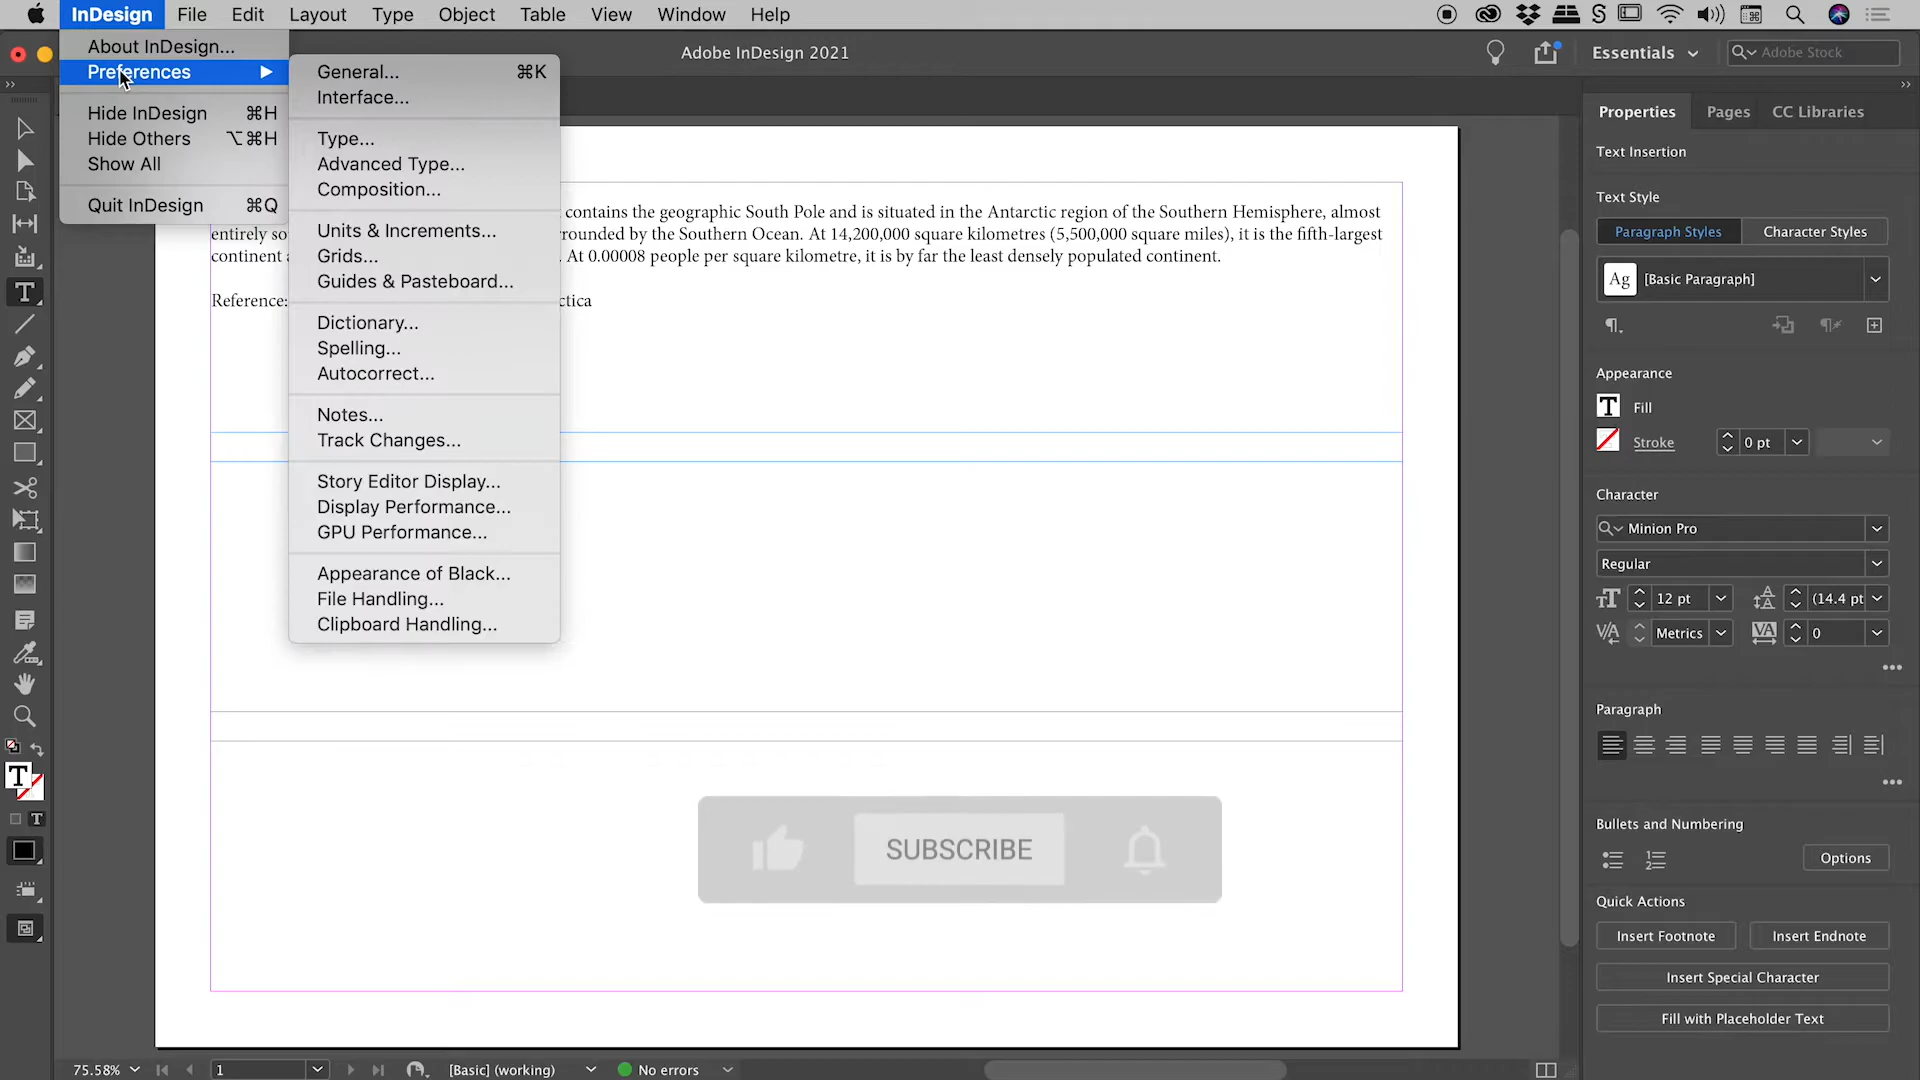 InDesign File Edit Layout Type Object Table View Window Help
Adobe InDesign 2021
Essentials
Adobe Stock
About InDesign...
Preferences
Hide InDesign ⌘H
Hide Others ⌥⌘H
Show All
Quit InDesign ⌘Q
General... ⌘K
Interface...
Type...
Advanced Type...
Composition...
Units & Increments...
Grids...
Guides & Pasteboard...
Dictionary...
Spelling...
Autocorrect...
Notes...
Track Changes...
Story Editor Display...
Display Performance...
GPU Performance...
Appearance of Black...
File Handling...
Clipboard Handling...
contains the geographic South Pole and is situated in the Antarctic region of the Southern Hemisphere, almost
entirely so rounded by the Southern Ocean. At 14,200,000 square kilometres (5,500,000 square miles), it is the fifth-largest
continent . At 0.00008 people per square kilometre, it is by far the least densely populated continent.
Reference: ctica
SUBSCRIBE
Properties Pages CC Libraries
Text Insertion
Text Style
Paragraph Styles Character Styles
Ag [Basic Paragraph]
Appearance
T Fill
Stroke 0 pt
Character
Minion Pro
Regular
12 pt (14.4 pt
Metrics 0
Paragraph
Bullets and Numbering
Options
Quick Actions
Insert Footnote Insert Endnote
Insert Special Character
Fill with Placeholder Text
75.58% 1 [Basic] (working) No errors